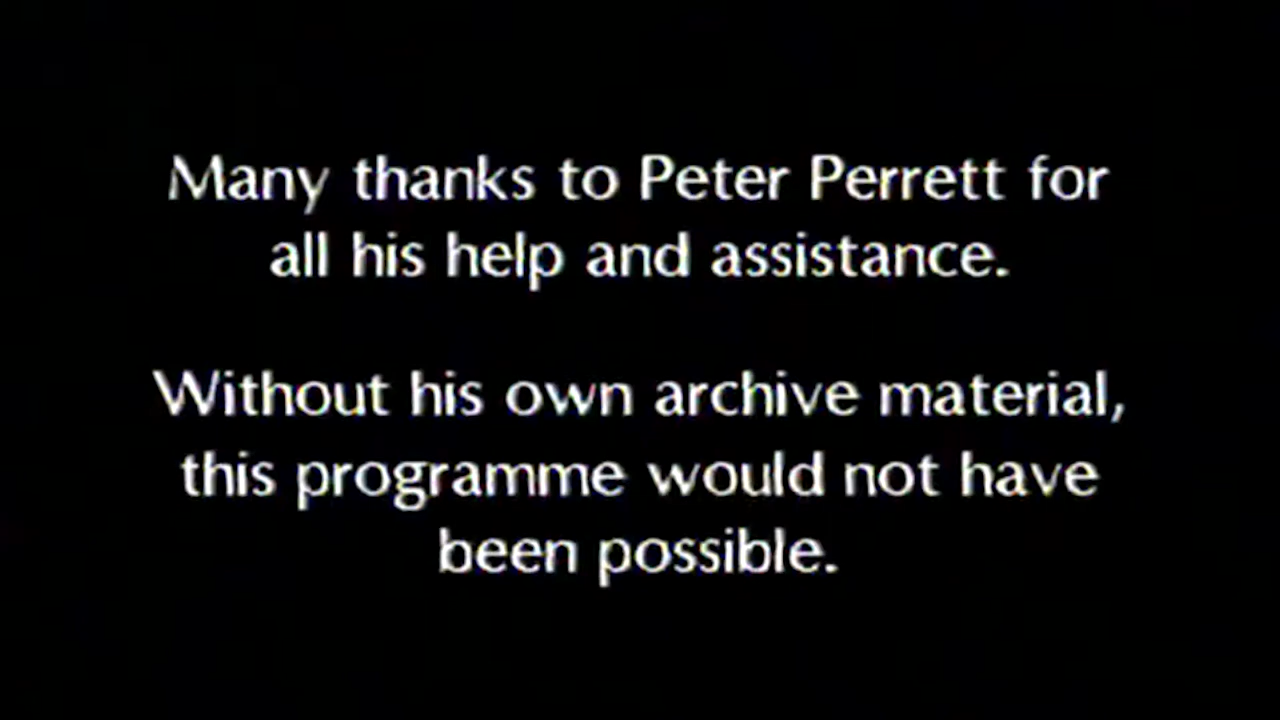 Many thanks to Peter Perrett for
all his help and assistance.
Without his own archive material,
this programme would not have
been possible.